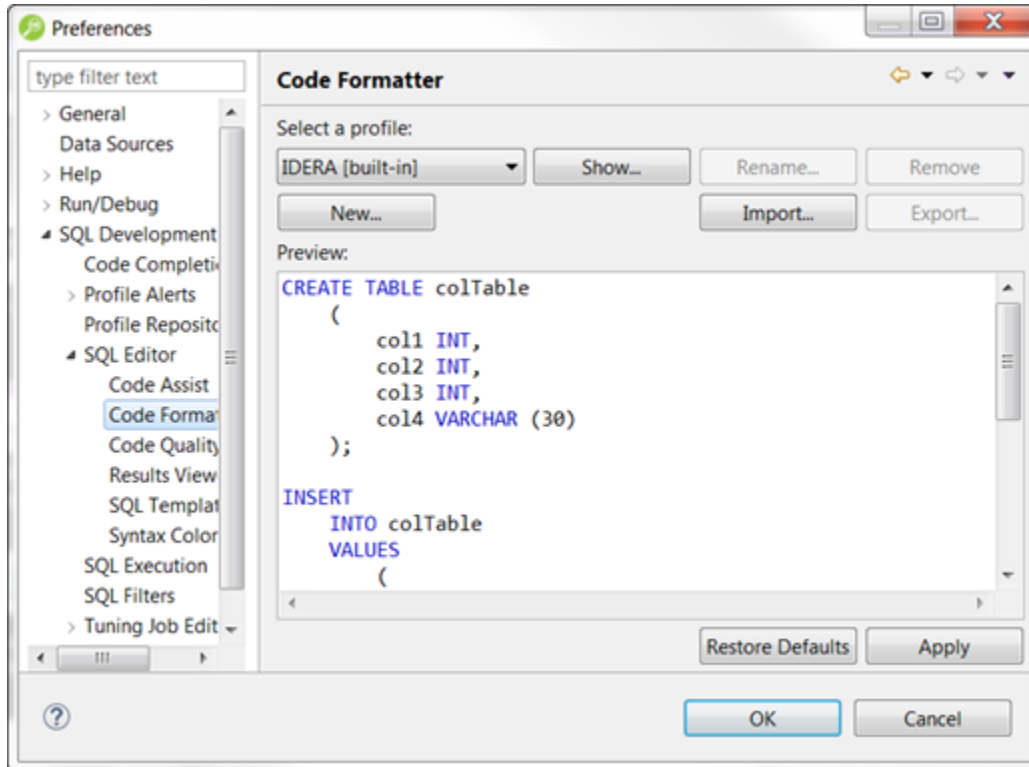 Preferences
type filter text
General
Data Sources
Help
Run/Debug
SQL Development
Code Completi
Profile Alerts
Profile Reposito
SQL Editor
Code Assist
Code Format
Code Quality
Results View
SQL Templat
Syntax Color
SQL Execution
SQL Filters
Tuning Job Edit
Code Formatter
Select a profile:
IDERA [built-in] Show... Rename... Remove
New... Import... Export...
Preview:
CREATE TABLE colTable
(
col1 INT,
col2 INT,
col3 INT,
col4 VARCHAR (30)
);
INSERT
INTO colTable
VALUES
(
Restore Defaults Apply
OK Cancel